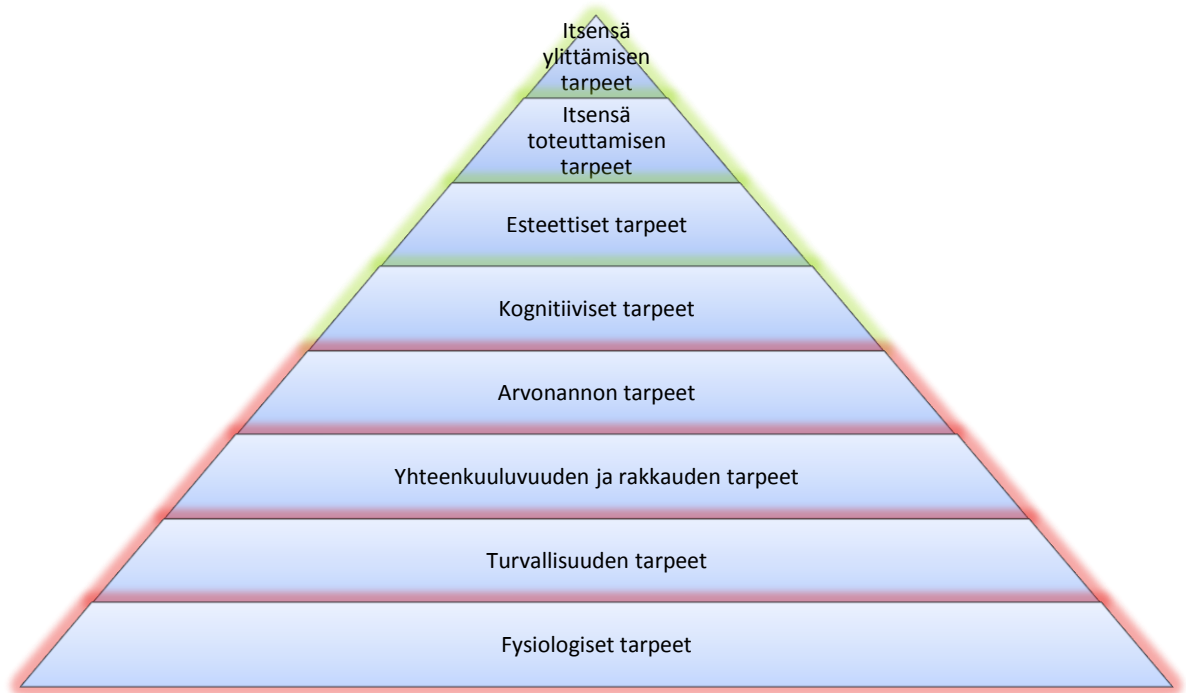 Itsensä
ylittämisen
tarpeet
Itsensä
toteuttamisen
tarpeet
Esteettiset tarpeet
Kognitiiviset tarpeet
Arvonannon tarpeet
Yhteenkuuluvuuden ja rakkauden tarpeet
Turvallisuuden tarpeet
Fysiologiset tarpeet